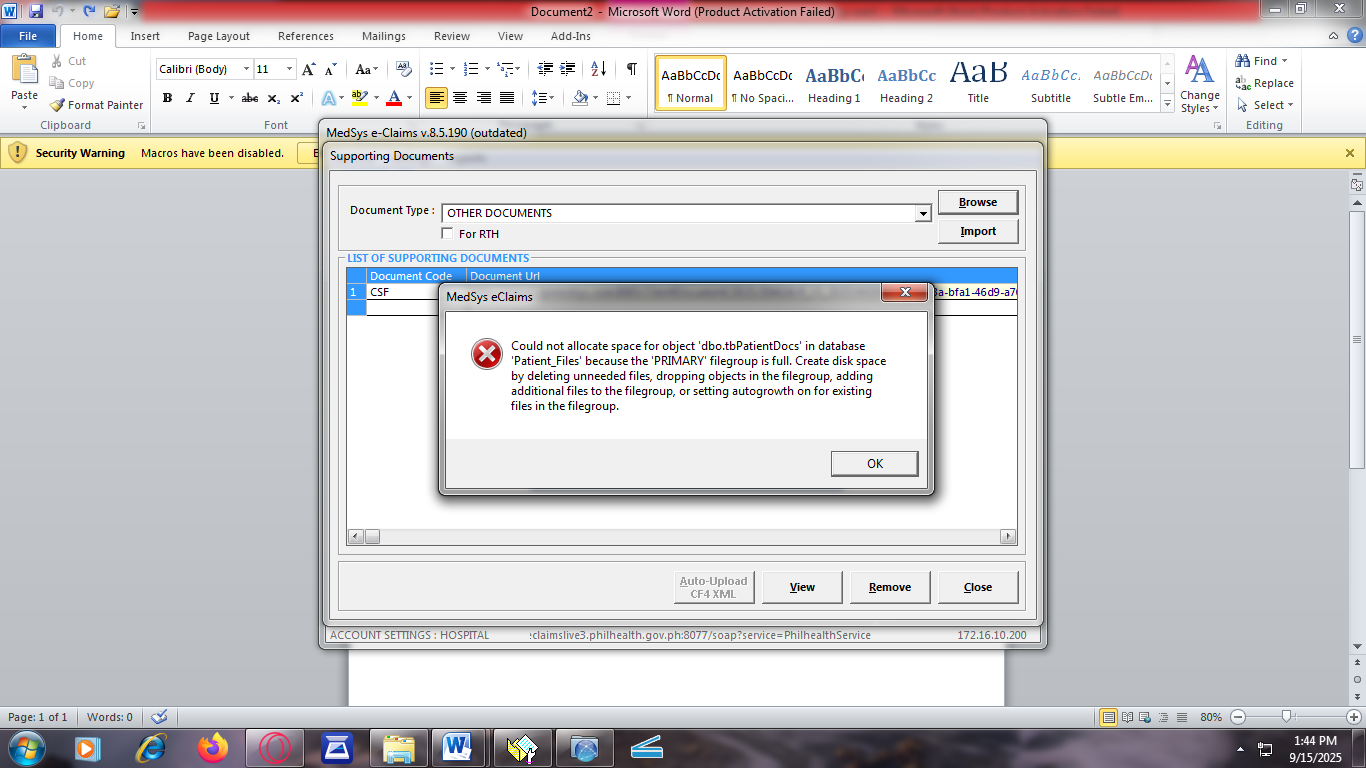 Document2 - Microsoft Word (Product Activation Failed)
File Home Insert Page Layout References Mailings Review View Add-Ins
Paste
Cut
Copy
Format Painter
Clipboard
Calibri (Body) 11
Font
AaBbCcDc AaBbCcDc AaBbCc AaBbCc AaB AaBbCc. AaBbCcDc
¶ Normal ¶ No Spaci... Heading 1 Heading 2 Title Subtitle Subtle Em...
Change
Styles
Find
Replace
Select
Editing
Security Warning Macros have been disabled.
MedSys e-Claims v.8.5.190 (outdated)
Supporting Documents
Document Type : OTHER DOCUMENTS
For RTH
Browse
Import
LIST OF SUPPORTING DOCUMENTS
Document Code Document Url
1 CSF a-bfa1-46d9-a7
MedSys eClaims
Could not allocate space for object 'dbo.tbPatientDocs' in database
'Patient_Files' because the 'PRIMARY' filegroup is full. Create disk space
by deleting unneeded files, dropping objects in the filegroup, adding
additional files to the filegroup, or setting autogrowth on for existing
files in the filegroup.
OK
Auto-Upload
CF4 XML
View Remove Close
ACCOUNT SETTINGS : HOSPITAL :claimslive3.philhealth.gov.ph:8077/soap?service=PhilhealthService 172.16.10.200
Page: 1 of 1 Words: 0 80%
1:44 PM
9/15/2025